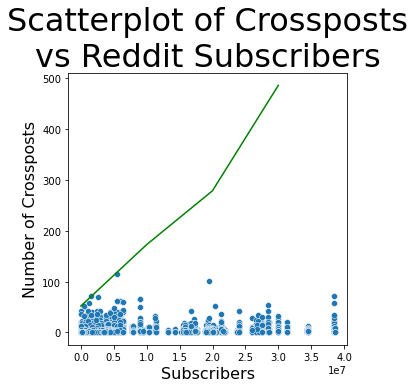 Scatterplot of Crossposts
vs Reddit Subscribers
Number of Crossposts
500
400
300
200
100
0
0.0 0.5 1.0 1.5 2.0 2.5 3.0 3.5 4.0
1e7
Subscribers